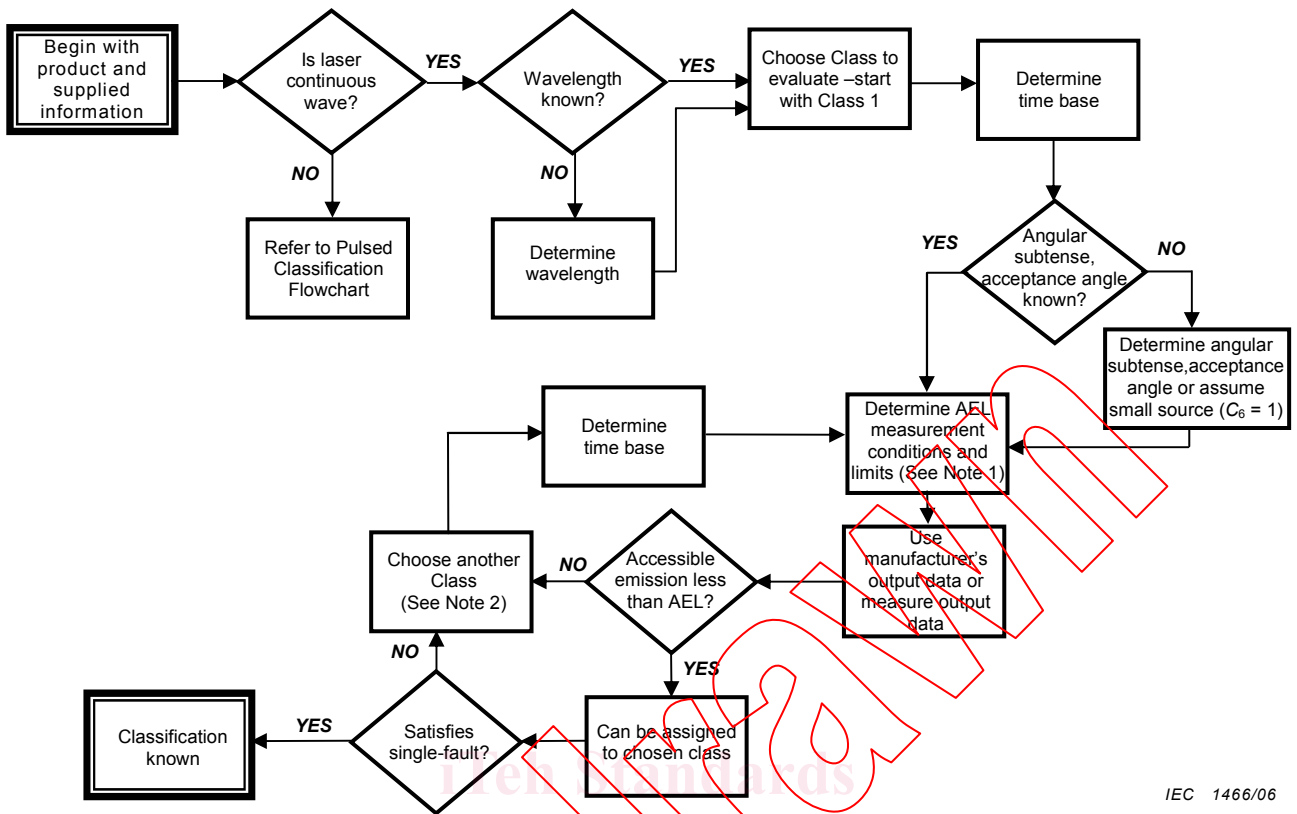 Begin with
product and
supplied
information
Is laser
continuous
wave?
YES
NO
Refer to Pulsed
Classification
Flowchart
Wavelength
known?
YES
NO
Determine
wavelength
Choose Class to
evaluate –start
with Class 1
Determine
time base
Angular
subtense,
acceptance angle
known?
YES
NO
Determine angular
subtense,acceptance
angle or assume
small source (C₆ = 1)
Determine AEL
measurement
conditions and
limits (See Note 1)
Use
manufacturer's
output data or
measure output
data
Accessible
emission less
than AEL?
NO
YES
Choose another
Class
(See Note 2)
Determine
time base
Can be assigned
to chosen class
Satisfies
single-fault?
NO
YES
Classification
known
iTeh Standards
IEC 1466/06